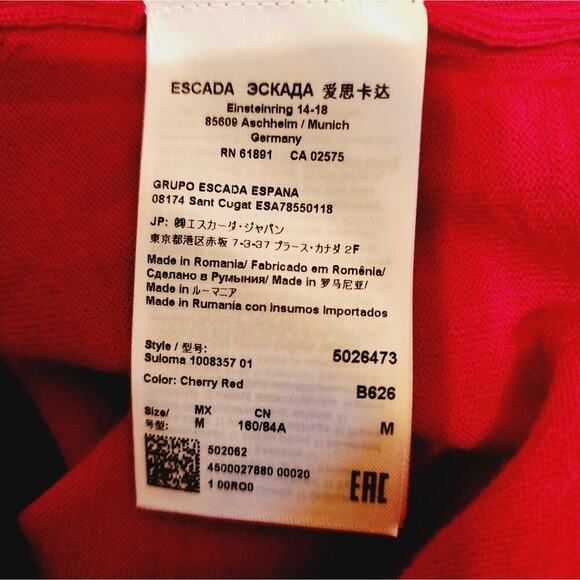 ESCADA ЭСКАДА 爱思卡达
Einsteinring 14-18
85609 Aschheim / Munich
Germany
RN 61891 CA 02575
GRUPO ESCADA ESPANA
08174 Sant Cugat ESA78550118
JP: ㈱エスカーダ・ジャパン
東京都港区赤坂 7-3-37 プラース・カナダ 2F
Made in Romania/ Fabricado em Romênia/
Сделано в Румыния/ Made in 罗马尼亚/
Made in ルーマニア
Made in Rumania con insumos importados
Style / 型号: 5026473
Suloma 1008357 01
Color: Cherry Red B626
Size/ MX CN
号型: M 160/84A M
502062
4500027880 00020
1 00RO0
EAC